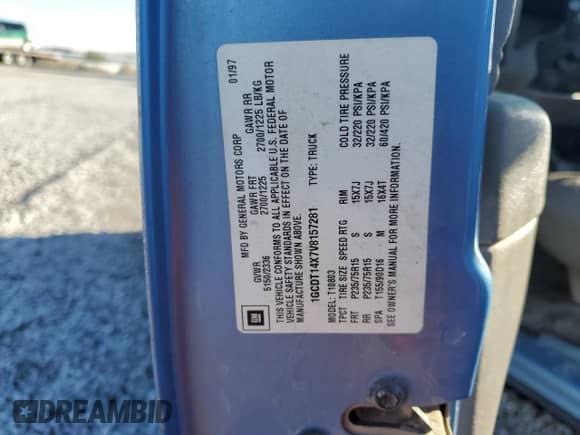 MFD BY GENERAL MOTORS CORP 01/97
GVWR GAWR FRT GAWR RR
5150/2336 2700/1225 2700/1225 LB/KG
THIS VEHICLE CONFORMS TO ALL APPLICABLE U.S. FEDERAL MOTOR
VEHICLE SAFETY STANDARDS IN EFFECT ON THE DATE OF
MANUFACTURE SHOWN ABOVE.
1GCDT14X7V8157281 TYPE: TRUCK
MODEL: T10803
TPCT TIRE SIZE SPEED RTG RIM COLD TIRE PRESSURE
FRT P235/75R15 S 15X7J 32/220 PSI/KPA
RR P235/75R15 S 15X7J 32/220 PSI/KPA
SPA T155/90D16 M 16X4T 60/420 PSI/KPA
SEE OWNER'S MANUAL FOR MORE INFORMATION.
GM
DREAMBID
DREAMBID.COM